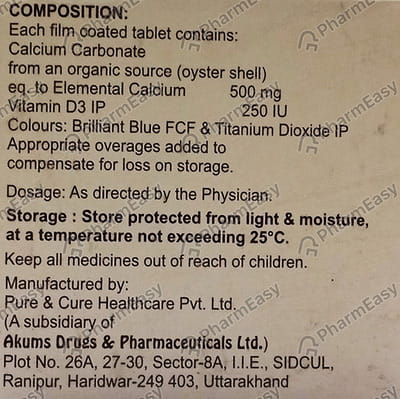 COMPOSITION:
Each film coated tablet contains:
Calcium Carbonate
from an organic source (oyster shell)
eq. to Elemental Calcium 500 mg
Vitamin D3 IP 250 IU
Colours: Brilliant Blue FCF & Titanium Dioxide IP
Appropriate overages added to
compensate for loss on storage.
Dosage: As directed by the Physician.
Storage : Store protected from light & moisture,
at a temperature not exceeding 25°C.
Keep all medicines out of reach of children.
Manufactured by:
Pure & Cure Healthcare Pvt. Ltd.
(A subsidiary of
Akums Drugs & Pharmaceuticals Ltd.)
Plot No. 26A, 27-30, Sector-8A, I.I.E., SIDCUL,
Ranipur, Haridwar-249 403, Uttarakhand
PharmEasy